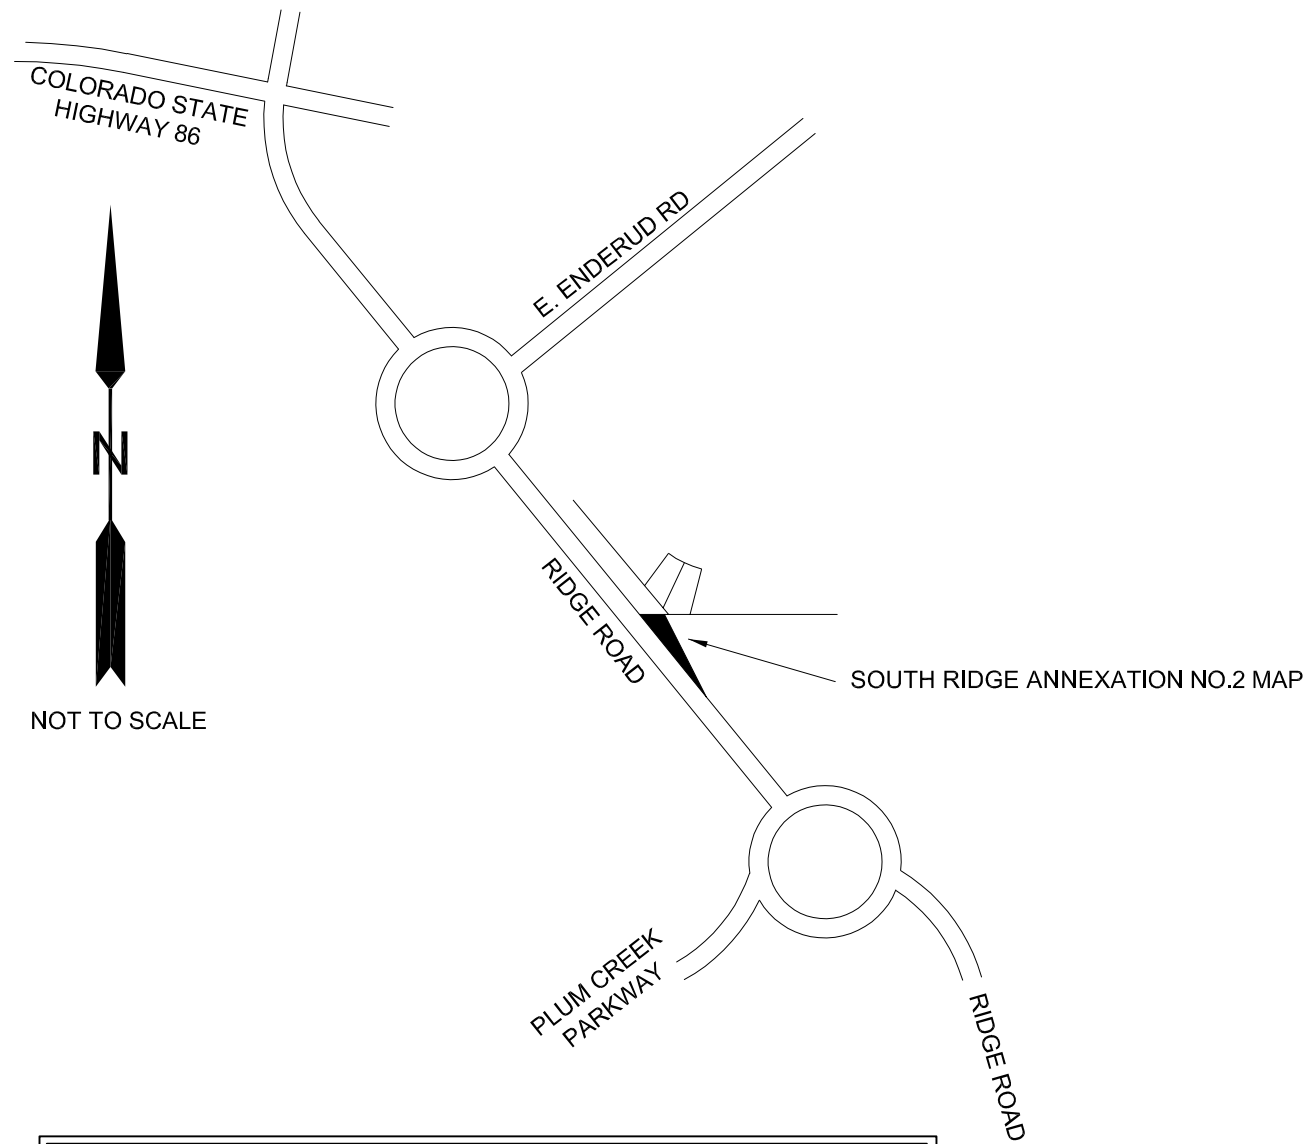 COLORADO STATE
HIGHWAY 86
E. ENDERUD RD
N
RIDGE ROAD
SOUTH RIDGE ANNEXATION NO.2 MAP
NOT TO SCALE
PLUM CREEK
PARKWAY
RIDGE ROAD